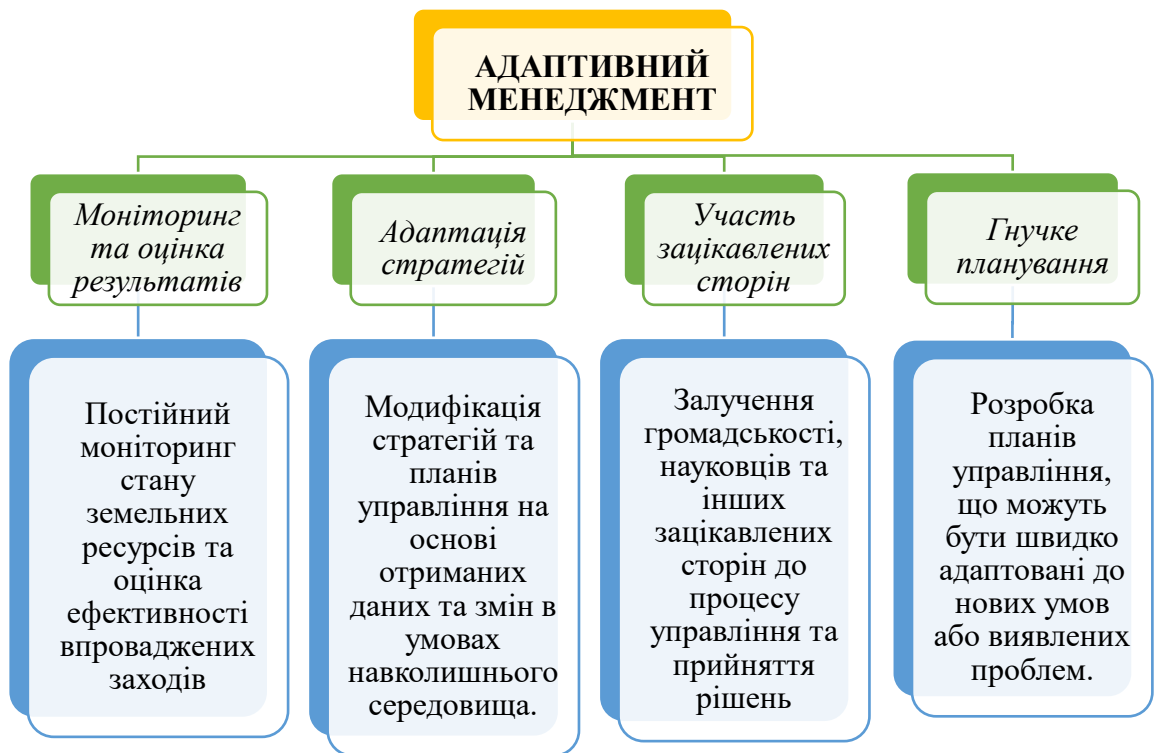 АДАПТИВНИЙ
МЕНЕДЖМЕНТ
Моніторинг
та оцінка
результатів
Адаптація
стратегій
Участь
зацікавлених
сторін
Гнучке
планування
Постійний
моніторинг
стану
земельних
ресурсів та
оцінка
ефективності
впроваджених
заходів
Модифікація
стратегій та
планів
управління на
основі
отриманих
даних та змін в
умовах
навколишнього
середовища.
Залучення
громадськості,
науковців та
інших
зацікавлених
сторін до
процесу
управління та
прийняття
рішень
Розробка
планів
управління,
що можуть
бути швидко
адаптовані до
нових умов
або виявлених
проблем.